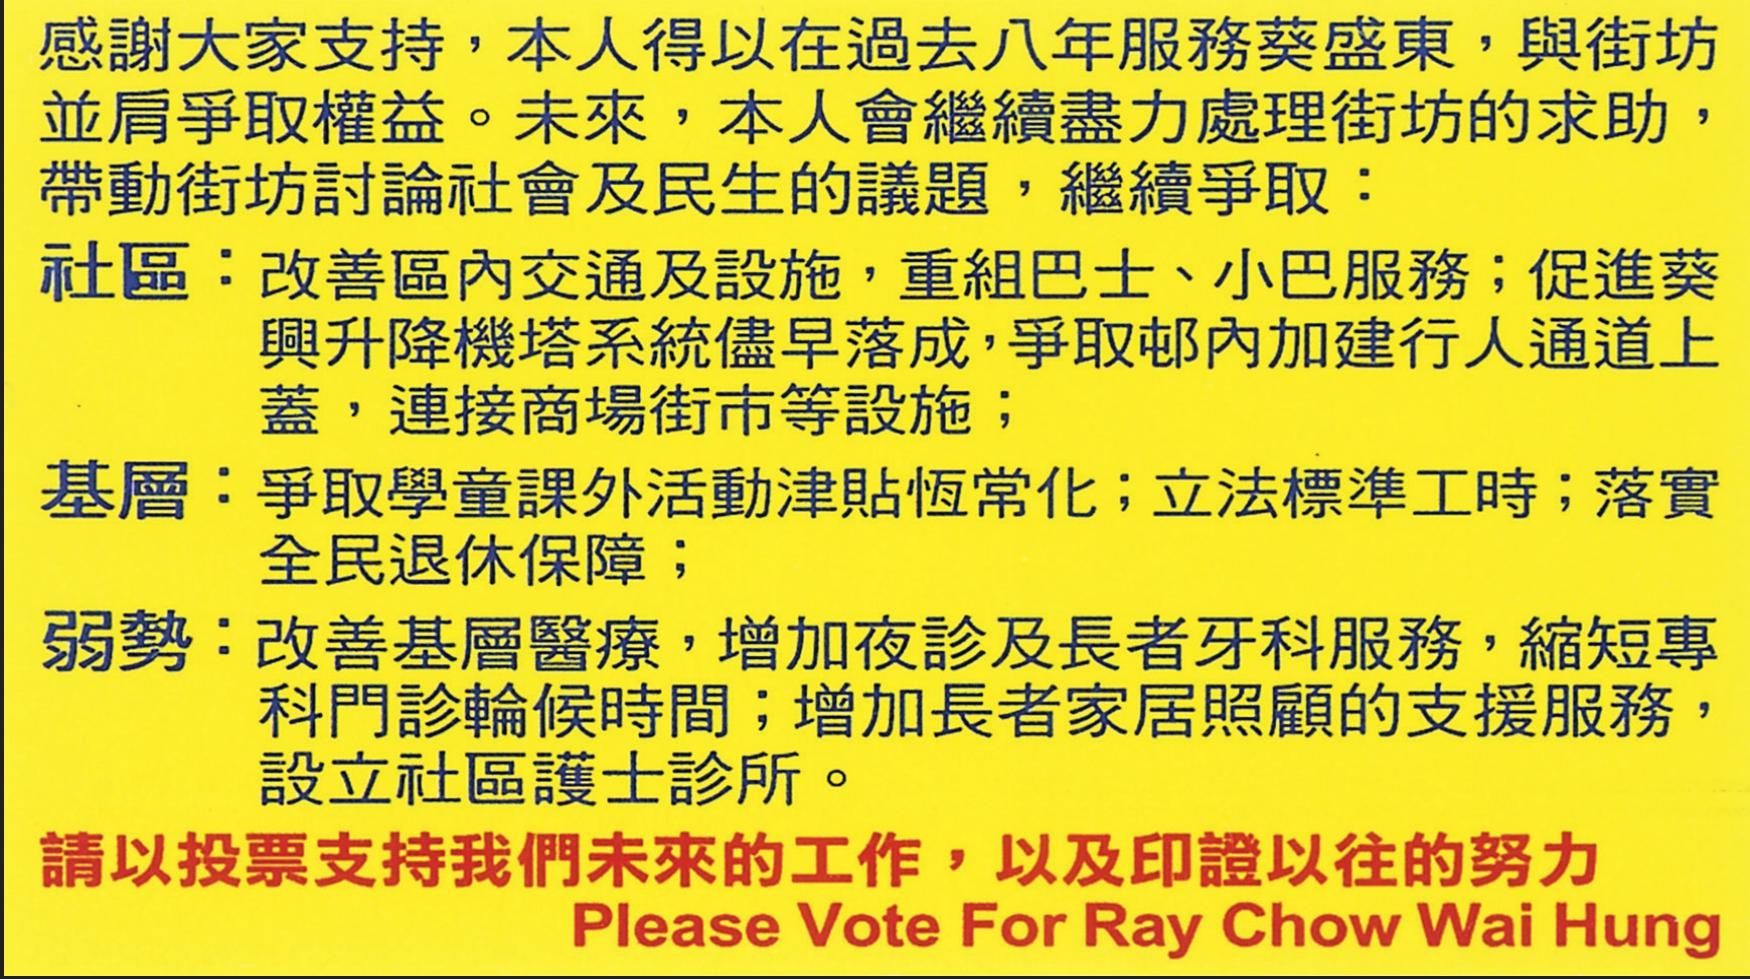 感謝大家支持，本人得以在過去八年服務葵盛東，與街坊
並肩爭取權益。未來，本人會繼續盡力處理街坊的求助，
帶動街坊討論社會及民生的議題，繼續爭取：
社區：改善區內交通及設施，重組巴士、小巴服務；促進葵
興升降機塔系統儘早落成，爭取邨內加建行人通道上
蓋，連接商場街市等設施；
基層：爭取學童課外活動津貼恆常化；立法標準工時；落實
全民退休保障；
弱勢：改善基層醫療，增加夜診及長者牙科服務，縮短專
科門診輪候時間；增加長者家居照顧的支援服務，
設立社區護士診所。
請以投票支持我們未來的工作，以及印證以往的努力
Please Vote For Ray Chow Wai Hung